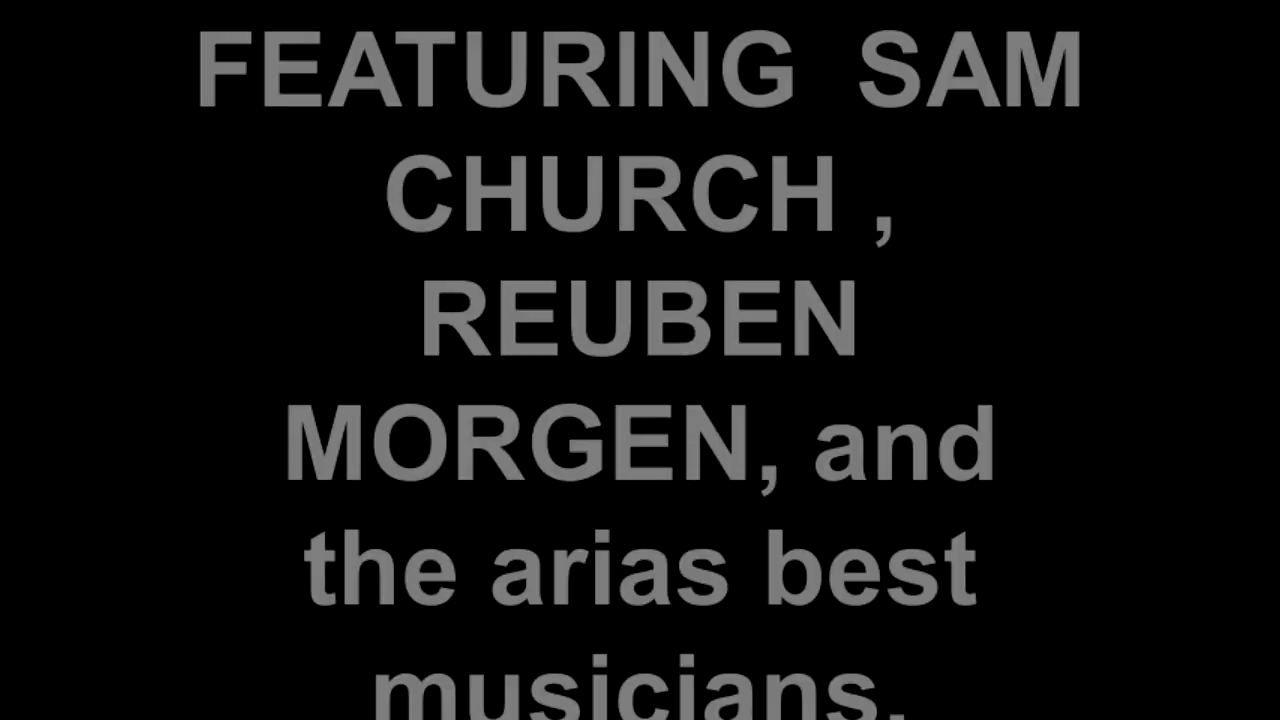 FEATURING  SAM
CHURCH ,
REUBEN
MORGEN, and
the arias best
musicians.